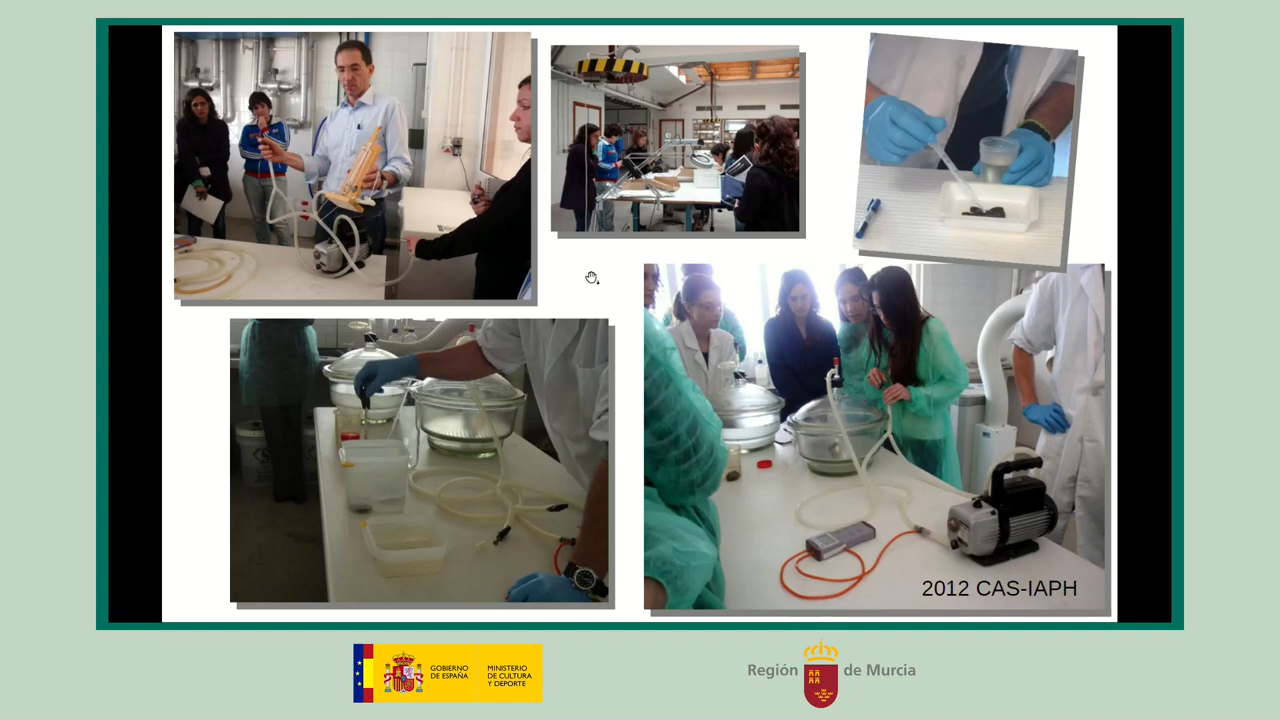 2012 CAS-IAPH
GOBIERNO
DE ESPAÑA
MINISTERIO
DE CULTURA
Y DEPORTE
Región de Murcia